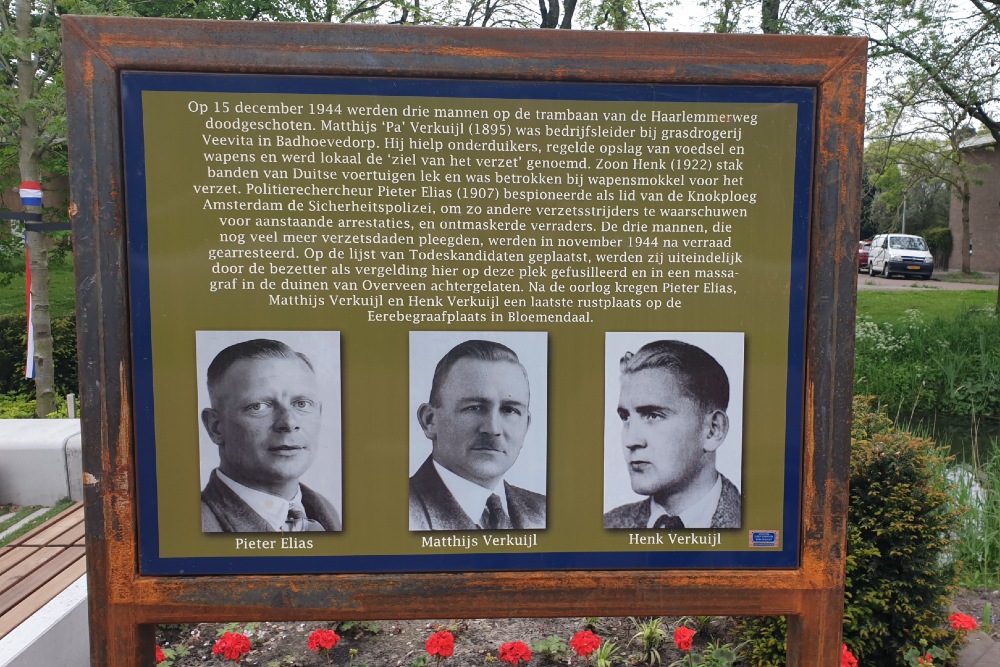 Op 15 december 1944 werden drie mannen op de trambaan van de Haarlemmerweg
doodgeschoten. Matthijs ‘Pa’ Verkuijl (1895) was bedrijfsleider bij grasdrogerij
Veevita in Badhoevedorp. Hij hielp onderduikers, regelde opslag van voedsel en
wapens en werd lokaal de ‘ziel van het verzet’ genoemd. Zoon Henk (1922) stak
banden van Duitse voertuigen lek en was betrokken bij wapensmokkel voor het
verzet. Politierechercheur Pieter Elias (1907) bespioneerde als lid van de Knokploeg
Amsterdam de Sicherheitspolizei, om zo andere verzetsstrijders te waarschuwen
voor aanstaande arrestaties, en ontmaskerde verraders. De drie mannen, die
nog veel meer verzetsdaden pleegden, werden in november 1944 na verraad
gearresteerd. Op de lijst van Todeskandidaten geplaatst, werden zij uiteindelijk
door de bezetter als vergelding hier op deze plek gefusilleerd en in een massa-
graf in de duinen van Overveen achtergelaten. Na de oorlog kregen Pieter Elias,
Matthijs Verkuijl en Henk Verkuijl een laatste rustplaats op de
Eerebegraafplaats in Bloemendaal.
Pieter Elias
Matthijs Verkuijl
Henk Verkuijl